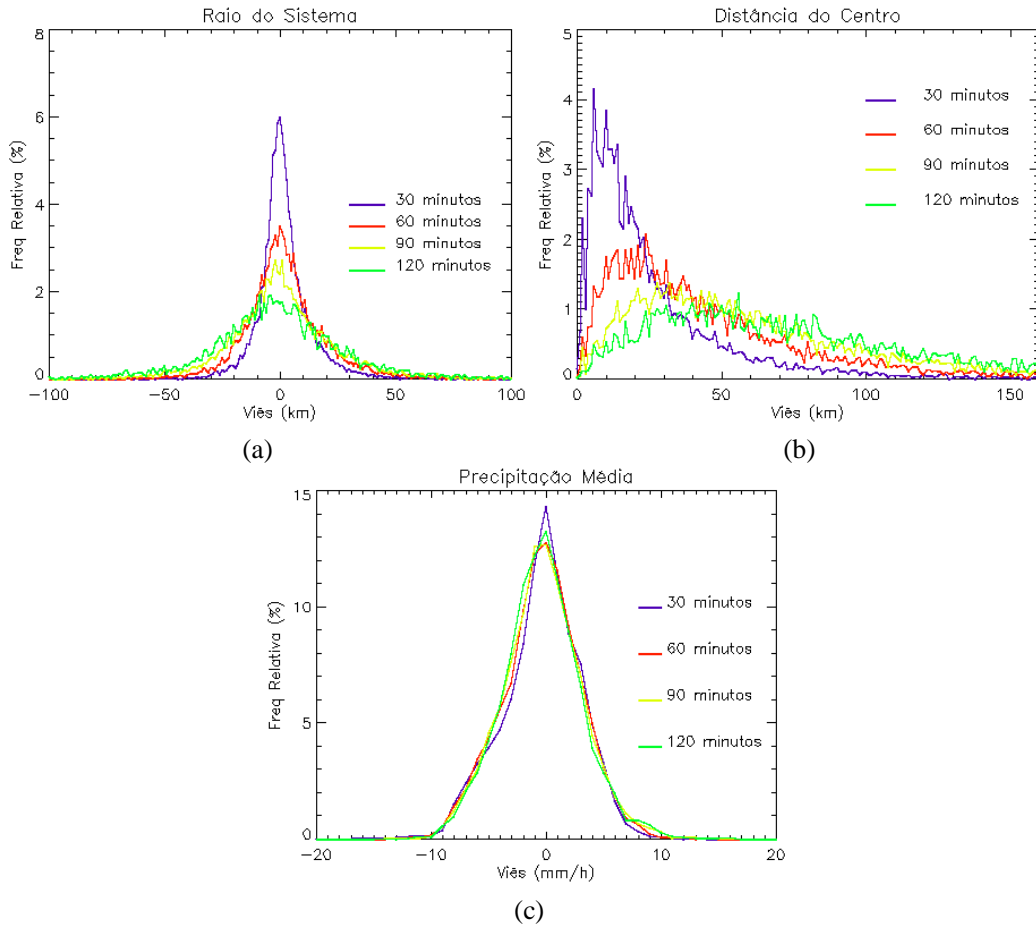 Raio do Sistema
8
6
4
2
0
Freq Relativa (%)
30 minutos
60 minutos
90 minutos
120 minutos
−100
−50
0
50
100
Viês (km)
(a)
Distância do Centro
5
4
3
2
1
0
Freq Relativa (%)
30 minutos
60 minutos
90 minutos
120 minutos
0
50
100
150
Viês (km)
(b)
Precipitação Média
15
10
5
0
Freq Relativa (%)
30 minutos
60 minutos
90 minutos
120 minutos
−20
−10
0
10
20
Viês (mm/h)
(c)